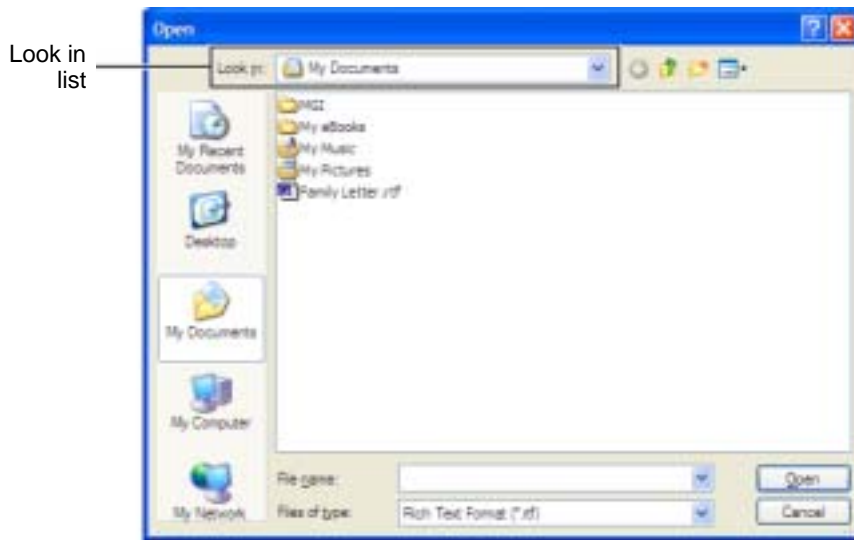 Open
Look in
list
Look in:
My Documents
My Recent
Documents
Desktop
My Documents
My Computer
My Network
MGI
My eBooks
My Music
My Pictures
Family Letter.rtf
File name:
Open
Files of type:
Rich Text Format (*.rtf)
Cancel